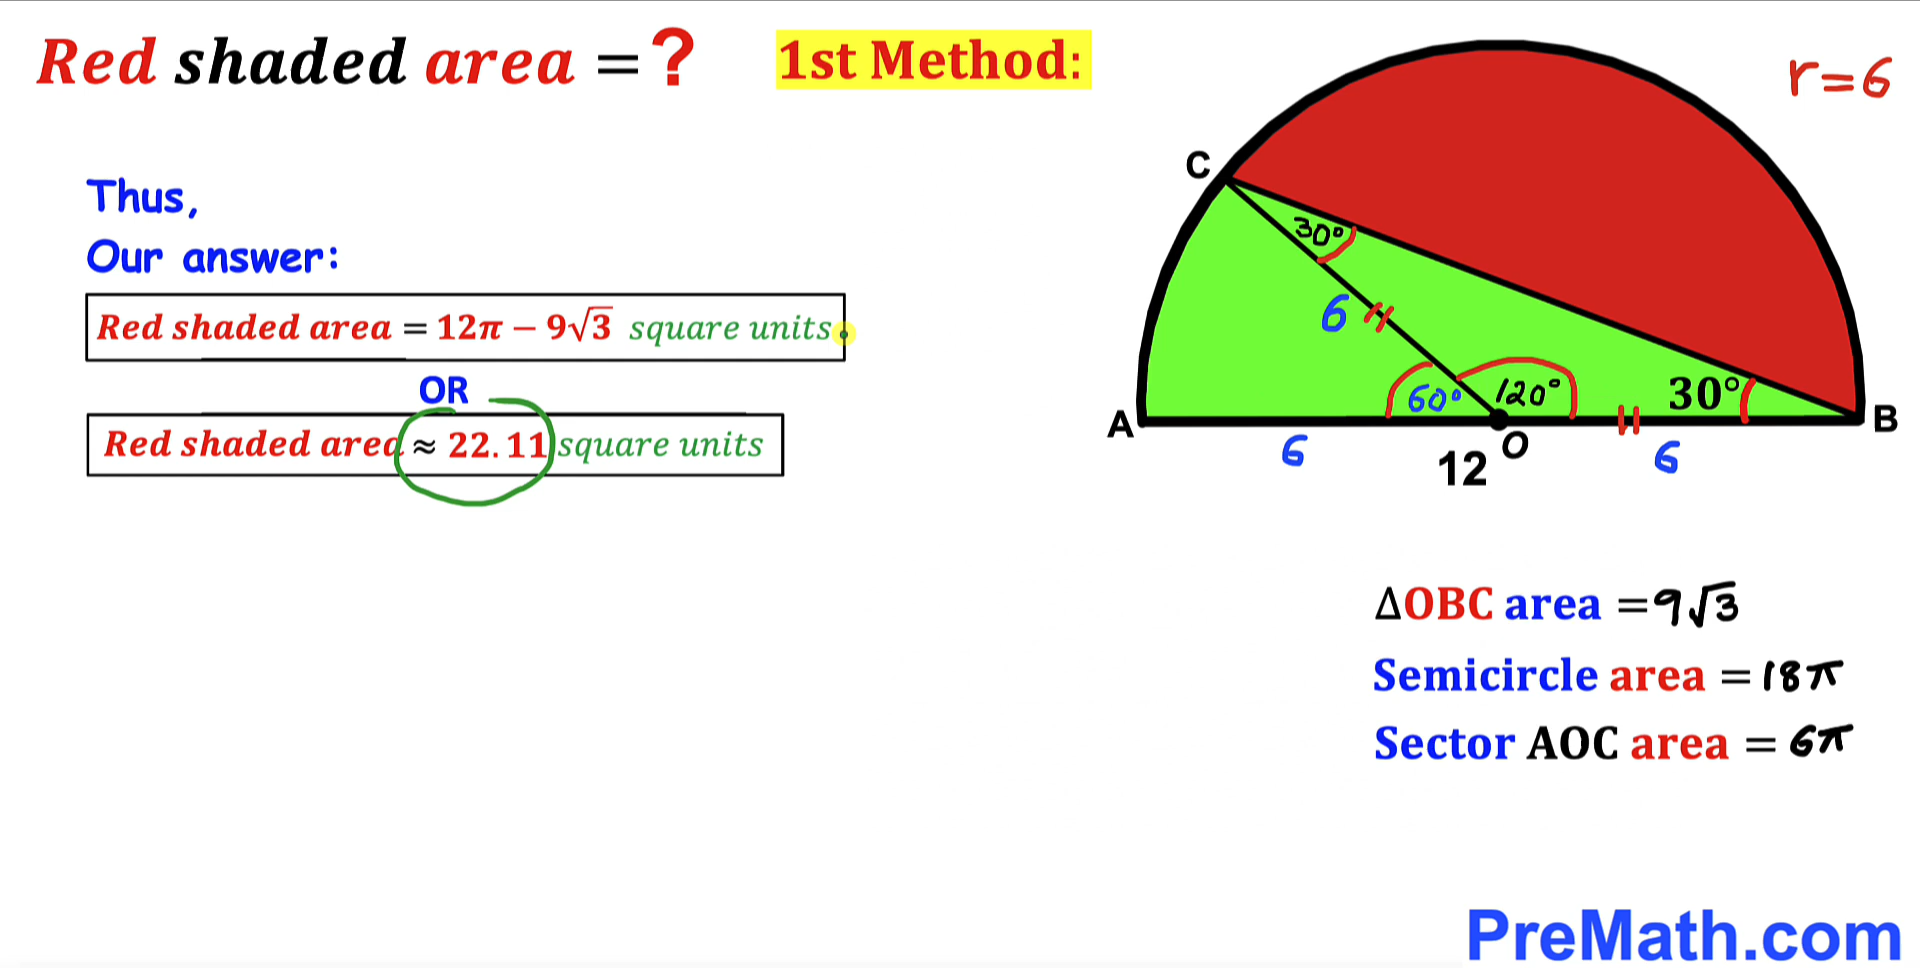 Red shaded area = ?
1st Method:
r=6
Thus,
Our answer:
Red shaded area = 12π − 9√3 square units.
OR
Red shaded area ≈ 22.11 square units
C
30°
6
60°
120°
30°
A
B
6
12
O
6
ΔOBC area = 9√3
Semicircle area = 18π
Sector AOC area = 6π
PreMath.com